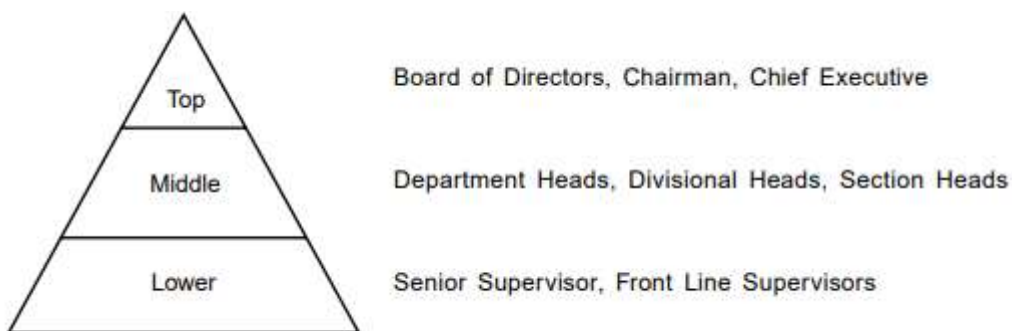 Top
Board of Directors, Chairman, Chief Executive
Middle
Department Heads, Divisional Heads, Section Heads
Lower
Senior Supervisor, Front Line Supervisors